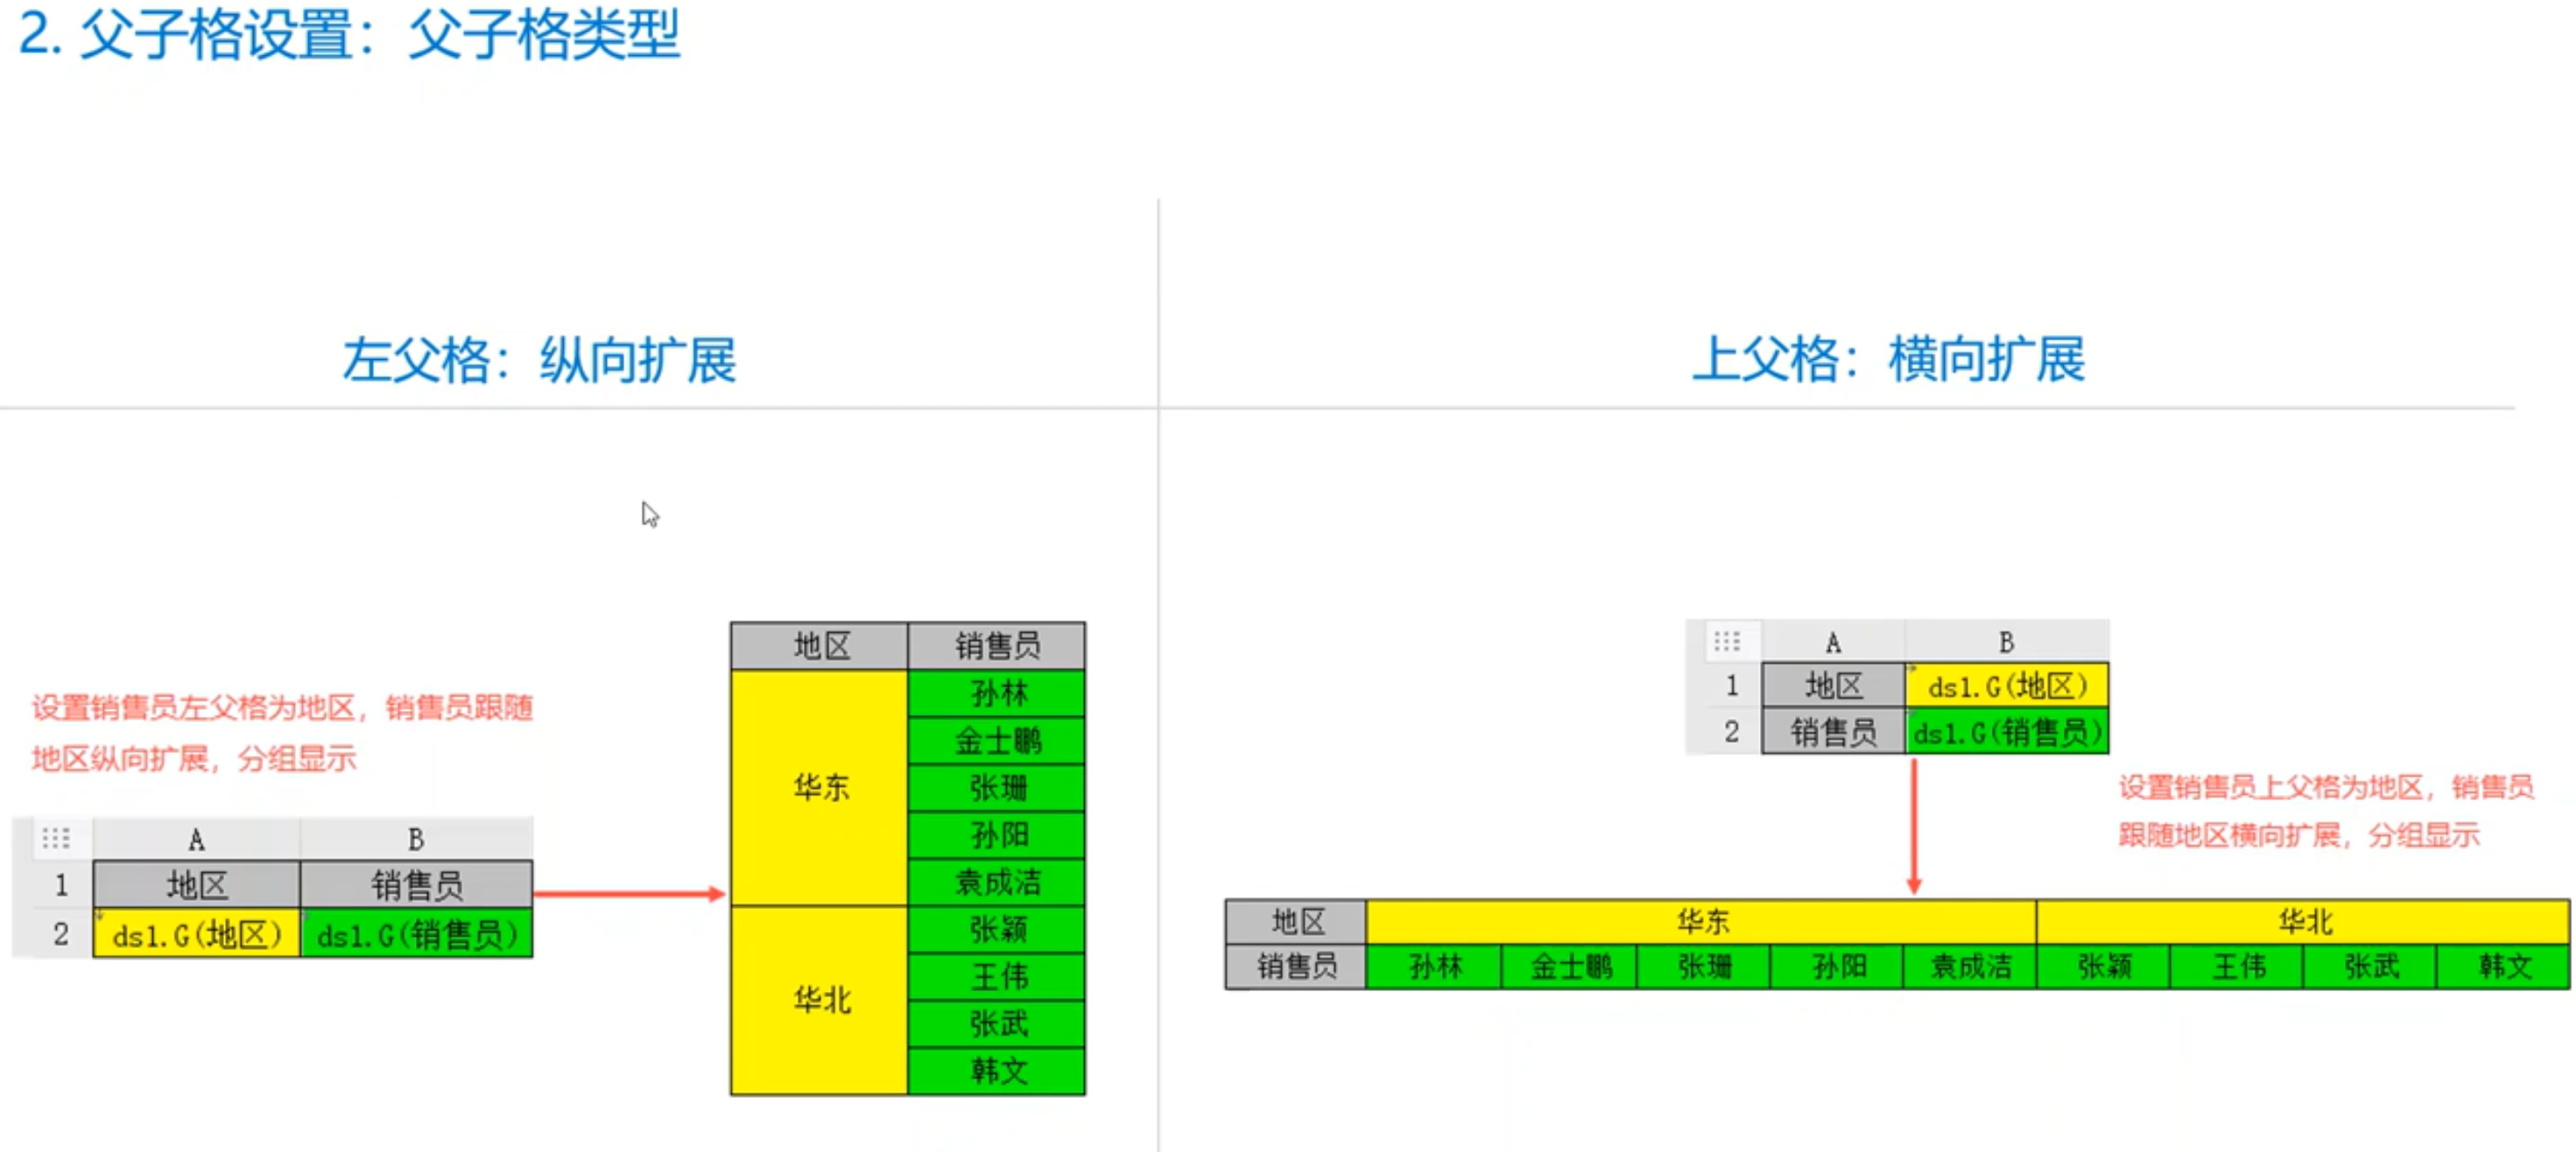 2. 父子格设置：父子格类型
左父格：纵向扩展
设置销售员左父格为地区，销售员跟随
地区纵向扩展，分组显示
A B
1 地区 销售员
2 ds1.G(地区) ds1.G(销售员)
地区 销售员
华东 孙林
金士鹏
张珊
孙阳
袁成洁
华北 张颖
王伟
张武
韩文
上父格：横向扩展
A B
1 地区 ds1.G(地区)
2 销售员 ds1.G(销售员)
设置销售员上父格为地区，销售员
跟随地区横向扩展，分组显示
地区 华东 华北
销售员 孙林 金士鹏 张珊 孙阳 袁成洁 张颖 王伟 张武 韩文